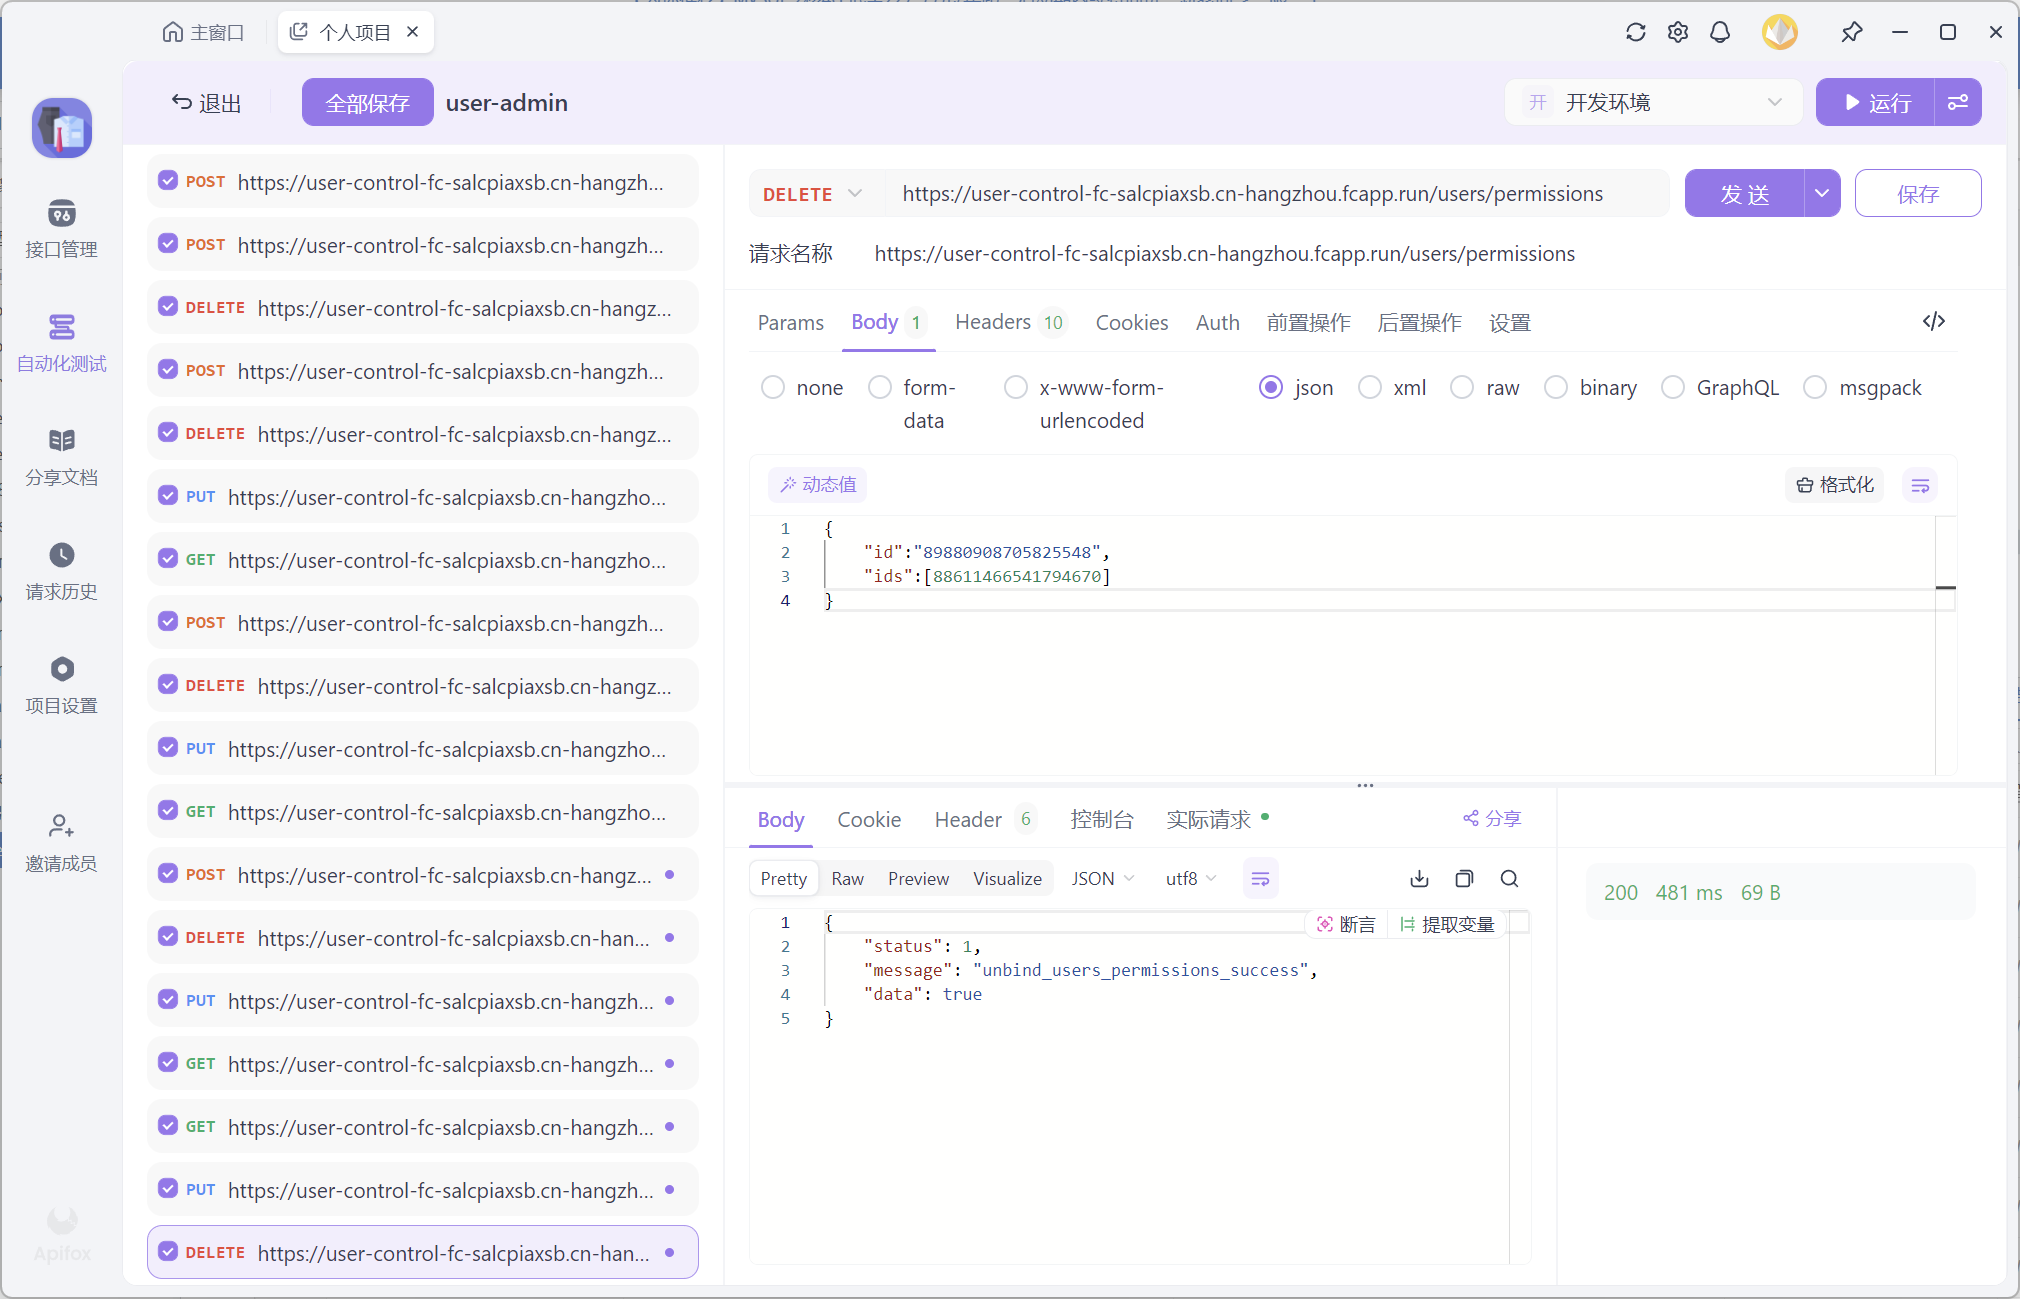 主窗口
个人项目
退出
全部保存
user-admin
开
开发环境
运行
接口管理
自动化测试
分享文档
请求历史
项目设置
邀请成员
Apifox
POST https://user-control-fc-salcpiaxsb.cn-hangzh...
POST https://user-control-fc-salcpiaxsb.cn-hangzh...
DELETE https://user-control-fc-salcpiaxsb.cn-hangz...
POST https://user-control-fc-salcpiaxsb.cn-hangzh...
DELETE https://user-control-fc-salcpiaxsb.cn-hangz...
PUT https://user-control-fc-salcpiaxsb.cn-hangzho...
GET https://user-control-fc-salcpiaxsb.cn-hangzho...
POST https://user-control-fc-salcpiaxsb.cn-hangzh...
DELETE https://user-control-fc-salcpiaxsb.cn-hangz...
PUT https://user-control-fc-salcpiaxsb.cn-hangzho...
GET https://user-control-fc-salcpiaxsb.cn-hangzho...
POST https://user-control-fc-salcpiaxsb.cn-hangz...
DELETE https://user-control-fc-salcpiaxsb.cn-han...
PUT https://user-control-fc-salcpiaxsb.cn-hangzh...
GET https://user-control-fc-salcpiaxsb.cn-hangzh...
GET https://user-control-fc-salcpiaxsb.cn-hangzh...
PUT https://user-control-fc-salcpiaxsb.cn-hangzh...
DELETE https://user-control-fc-salcpiaxsb.cn-han...
DELETE https://user-control-fc-salcpiaxsb.cn-hangzhou.fcapp.run/users/permissions
发 送
保存
请求名称 https://user-control-fc-salcpiaxsb.cn-hangzhou.fcapp.run/users/permissions
Params Body 1 Headers 10 Cookies Auth 前置操作 后置操作 设置
none form-data x-www-form-urlencoded json xml raw binary GraphQL msgpack
动态值
格式化
1 {
2 "id":"89880908705825548",
3 "ids":[88611466541794670]
4 }
Body Cookie Header 6 控制台 实际请求
分享
Pretty Raw Preview Visualize JSON utf8
断言 提取变量
1 {
2 "status": 1,
3 "message": "unbind_users_permissions_success",
4 "data": true
5 }
200 481 ms 69 B